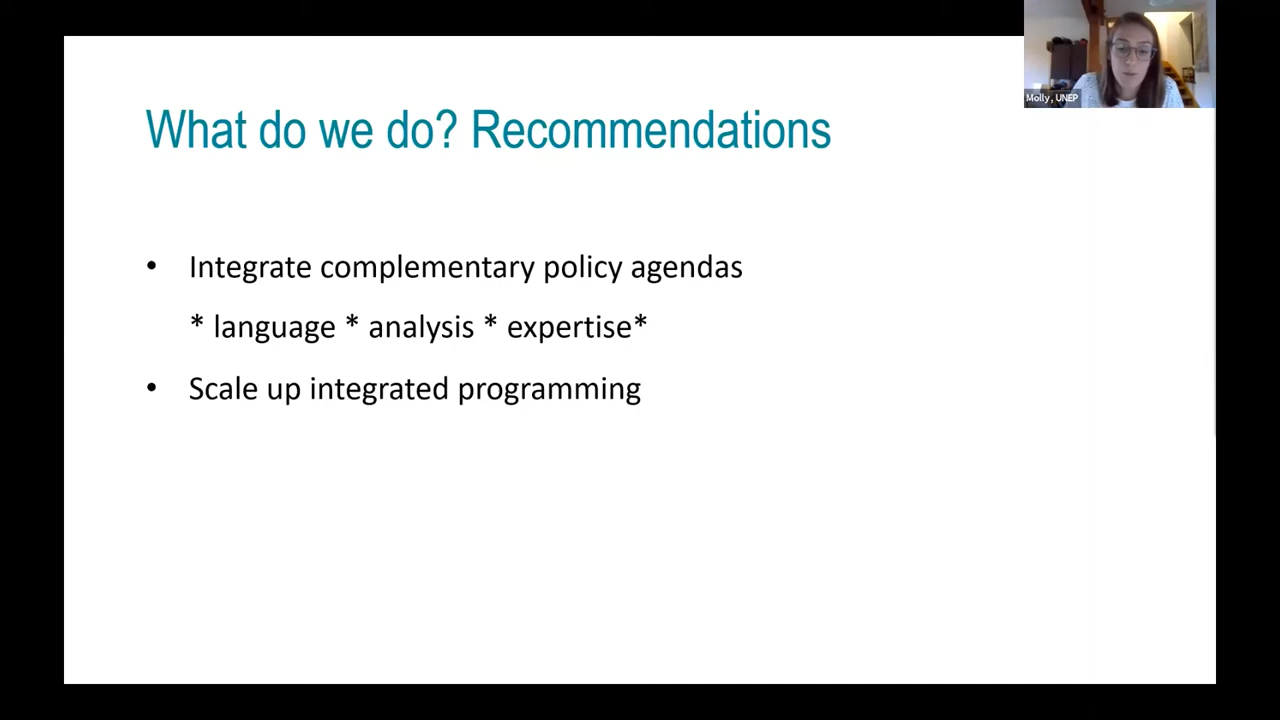 What do we do? Recommendations
Molly, UNEP
• Integrate complementary policy agendas
* language * analysis * expertise*
• Scale up integrated programming